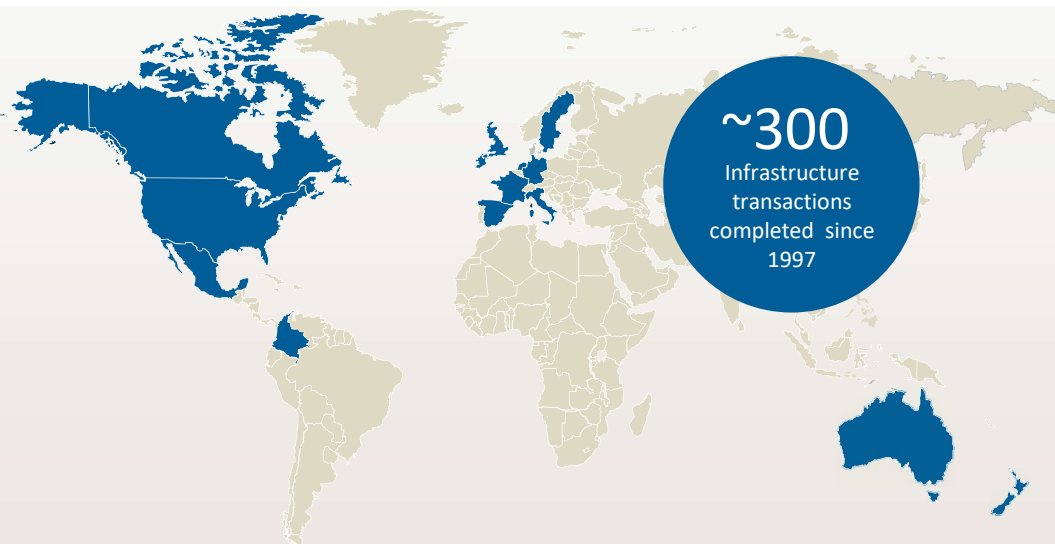 ~300
Infrastructure
transactions
completed since
1997